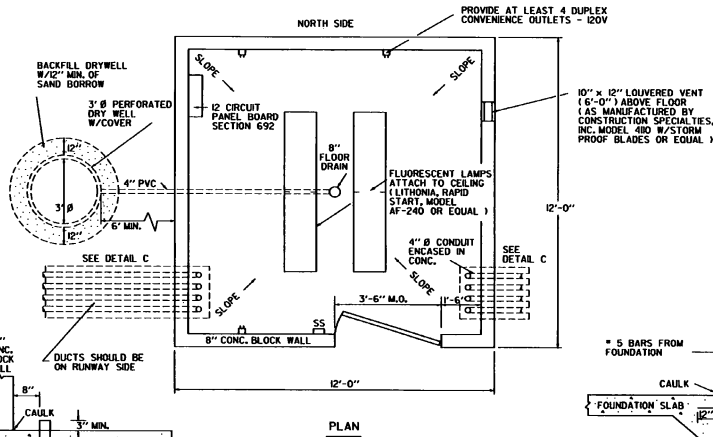 NORTH SIDE
PROVIDE AT LEAST 4 DUPLEX
CONVENIENCE OUTLETS - 120V
BACKFILL DRYWELL
W/12" MIN. OF
SAND BORROW
3' Ø PERFORATED
DRY WELL
W/COVER
SLOPE
SLOPE
12 CIRCUIT
PANEL BOARD
SECTION 692
10" x 12" LOUVERED VENT
(6'-0") ABOVE FLOOR
(AS MANUFACTURED BY
CONSTRUCTION SPECIALTIES,
INC. MODEL 4110 W/STORM
PROOF BLADES OR EQUAL)
8"
FLOOR
DRAIN
FLUORESCENT LAMPS
ATTACH TO CEILING
(LITHONIA, RAPID
START, MODEL
AF-240 OR EQUAL)
12"
3' Ø
12"
4" PVC
6' MIN.
12'-0"
SEE DETAIL C
4" Ø CONDUIT
ENCASED IN
CONC.
SEE
DETAIL C
SLOPE
SLOPE
3'-6" M.O.
1'-6"
SS
8" CONC. BLOCK WALL
DUCTS SHOULD BE
ON RUNWAY SIDE
12'-0"
PLAN
8"
CAULK
3" MIN.
" 5 BARS FROM
FOUNDATION
CAULK
FOUNDATION SLAB
12"